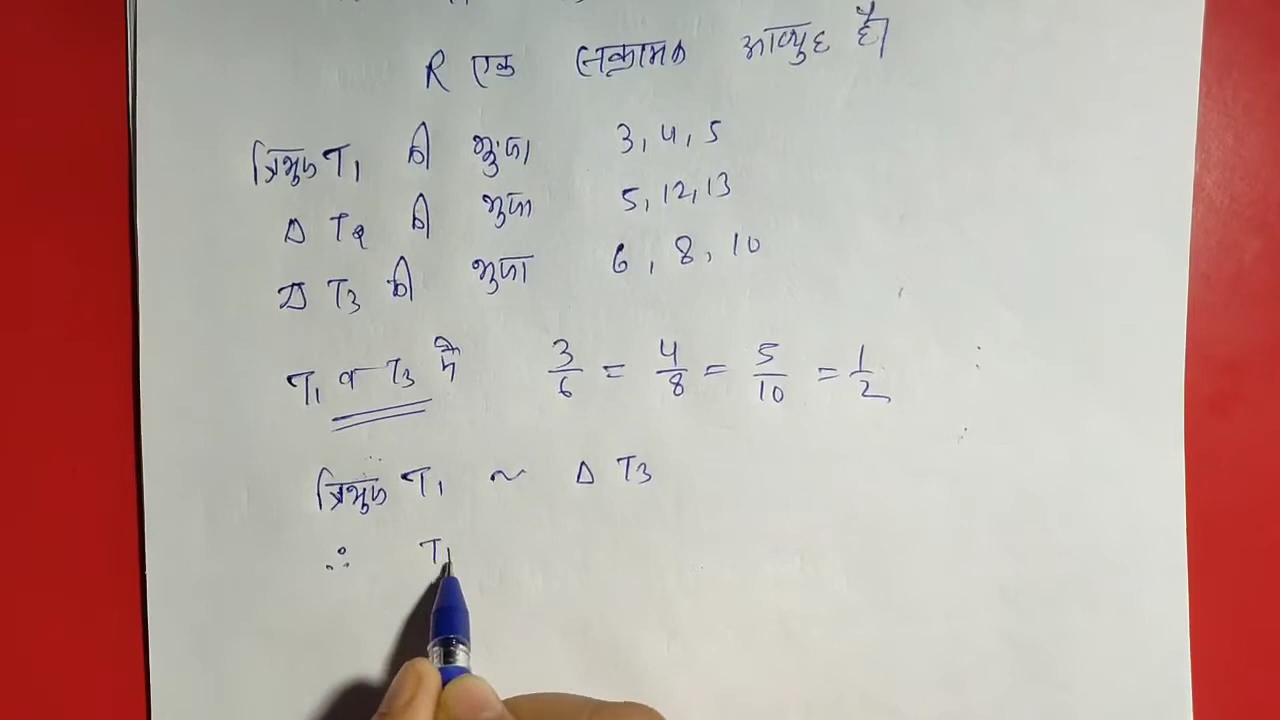 R एक संक्रामक आव्युह है।
त्रिभुज T1 की भुजा 3, 4, 5
Δ T2 की भुजा 5, 12, 13
Δ T3 की भुजा 6, 8, 10
T1 व T3 में 3/6 = 4/8 = 5/10 = 1/2
त्रिभुज T1 ~ Δ T3
∴ T1